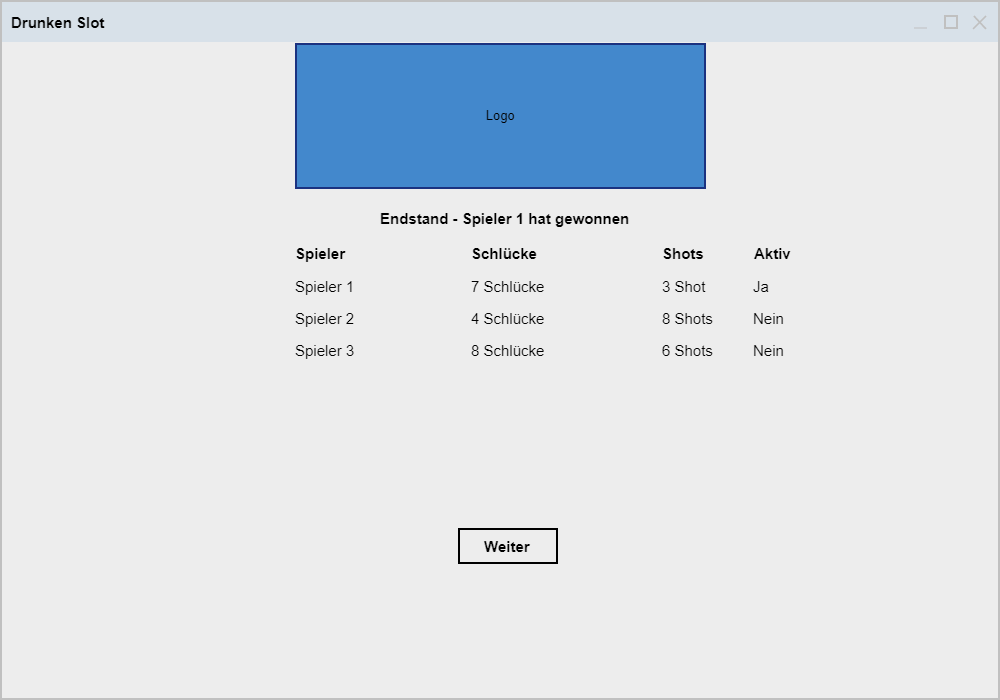 Drunken Slot
Logo
Endstand - Spieler 1 hat gewonnen
Spieler Schlücke Shots Aktiv
Spieler 1 7 Schlücke 3 Shot Ja
Spieler 2 4 Schlücke 8 Shots Nein
Spieler 3 8 Schlücke 6 Shots Nein
Weiter